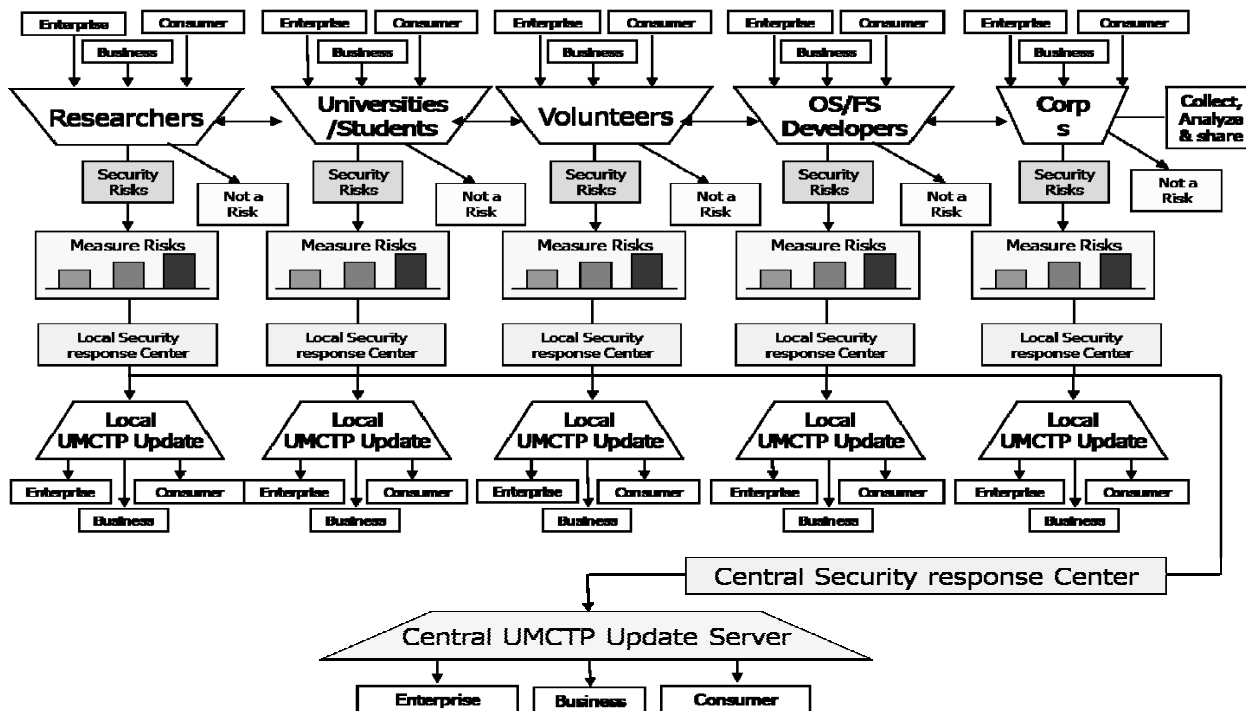 Enterprise
Consumer
Enterprise
Consumer
Enterprise
Consumer
Enterprise
Consumer
Enterprise
Consumer
Business
Business
Business
Business
Business
Researchers
Universities
/Students
Volunteers
OS/FS
Developers
Corp
s
Collect,
Analyze
& share
Security
Risks
Not a
Risk
Security
Risks
Not a
Risk
Security
Risks
Not a
Risk
Security
Risks
Not a
Risk
Security
Risks
Not a
Risk
Measure Risks
Measure Risks
Measure Risks
Measure Risks
Measure Risks
Local Security
response Center
Local Security
response Center
Local Security
response Center
Local Security
response Center
Local Security
response Center
Local
UMCTP Update
Local
UMCTP Update
Local
UMCTP Update
Local
UMCTP Update
Local
UMCTP Update
Enterprise
Consumer
Enterprise
Consumer
Enterprise
Consumer
Enterprise
Consumer
Enterprise
Consumer
Business
Business
Business
Business
Business
Central Security response Center
Central UMCTP Update Server
Enterprise
Business
Consumer